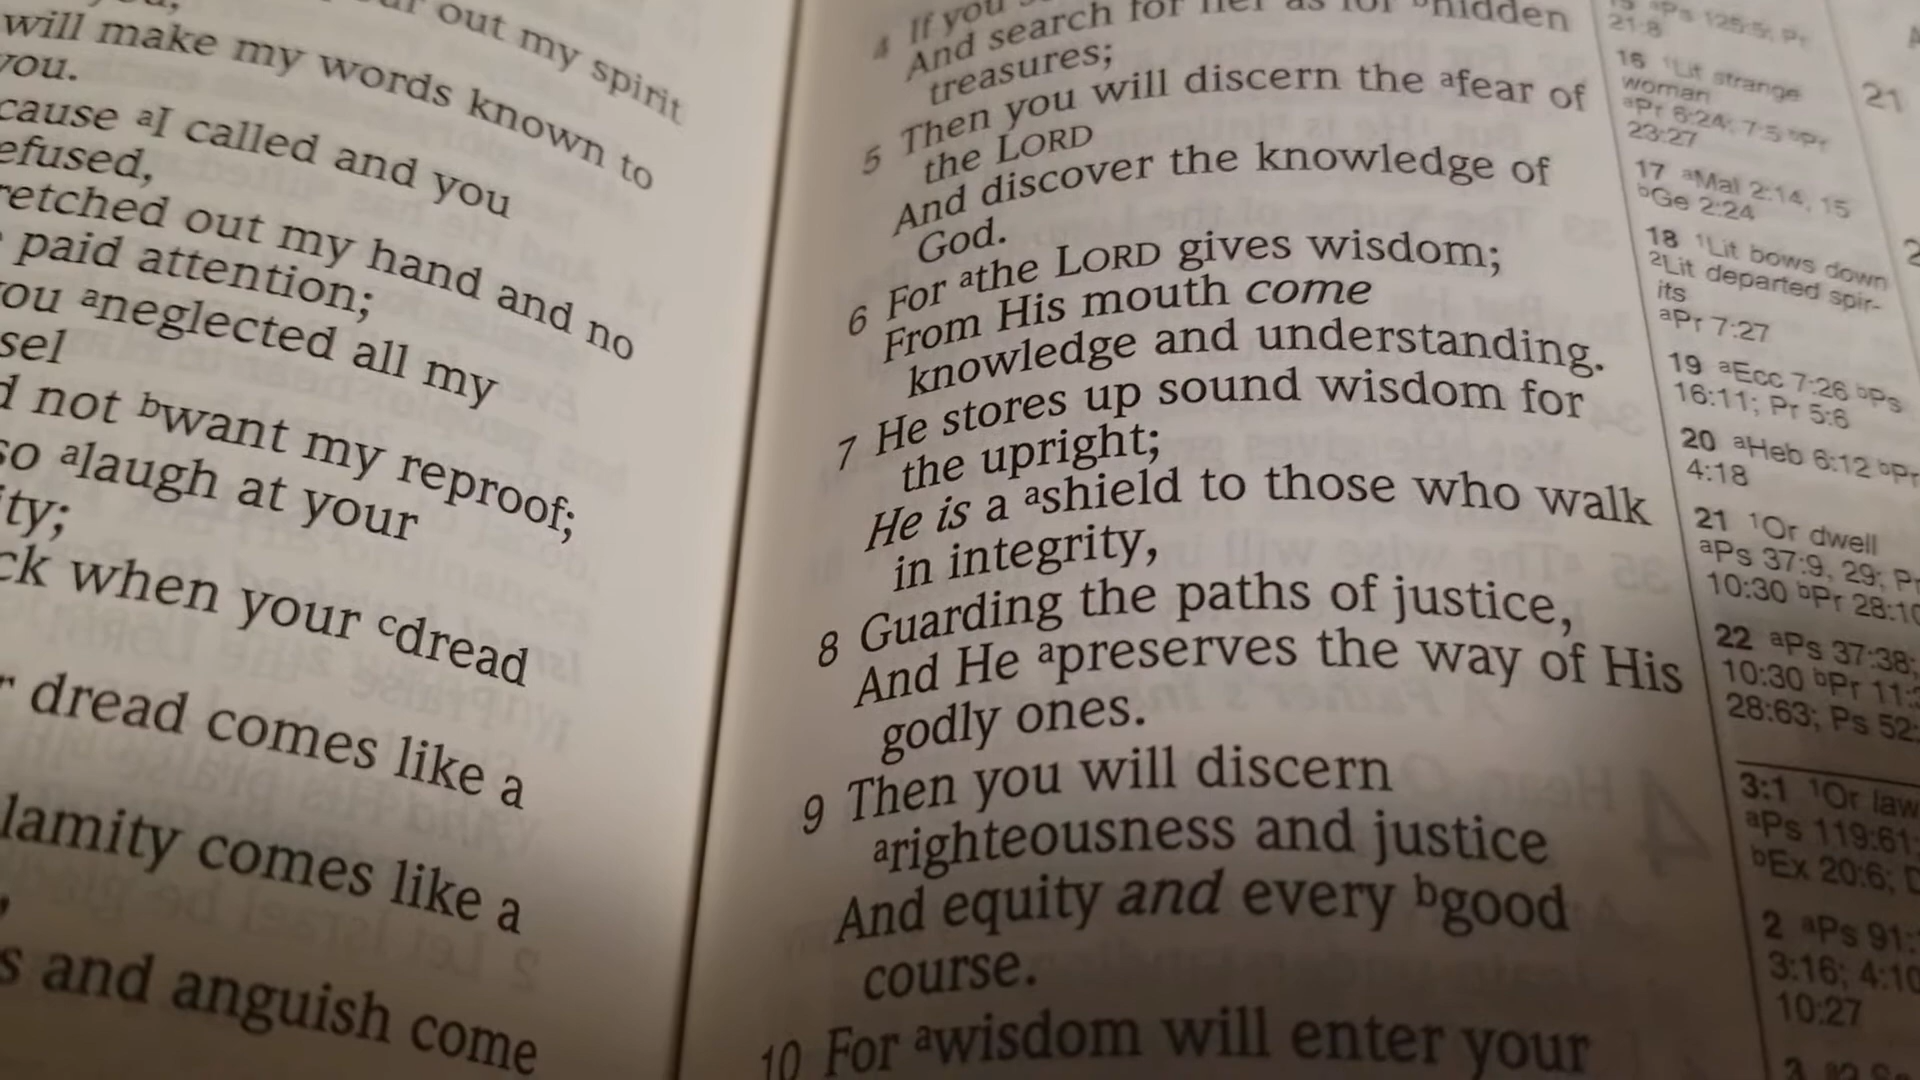 out my spirit
will make my words known to
you.
cause aI called and you
efused,
retched out my hand and no
paid attention;
ou aneglected all my
sel
d not bwant my reproof;
so alaugh at your
ity;
ck when your cdread
r dread comes like a
lamity comes like a
s and anguish come
4 If you
And search for her as for bhidden
treasures;
5 Then you will discern the afear of
the LORD
And discover the knowledge of
God.
6 For athe LORD gives wisdom;
From His mouth come
knowledge and understanding.
7 He stores up sound wisdom for
the upright;
He is a ashield to those who walk
in integrity,
8 Guarding the paths of justice,
And He apreserves the way of His
godly ones.
9 Then you will discern
arighteousness and justice
And equity and every bgood
course.
10 For awisdom will enter your
aPs 125:5; Pr
21:8
16 1Lit strange
woman
aPr 6:24; 7:5 bPr
23:27
17 aMal 2:14, 15
bGe 2:24
18 1Lit bows down
2Lit departed spir-
its
aPr 7:27
19 aEcc 7:26 bPs
16:11; Pr 5:6
20 aHeb 6:12 bPr
4:18
21 1Or dwell
aPs 37:9, 29; Pr
10:30 bPr 28:10
22 aPs 37:38;
10:30 bPr 11:
28:63; Ps 52:
3:1 1Or law
aPs 119:61;
bEx 20:6; D
2 aPs 91:
3:16; 4:10
10:27
21